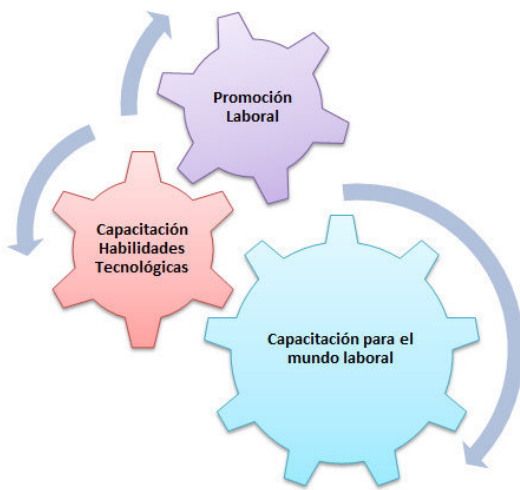 Promoción
Laboral
Capacitación
Habilidades
Tecnológicas
Capacitación para el
mundo laboral